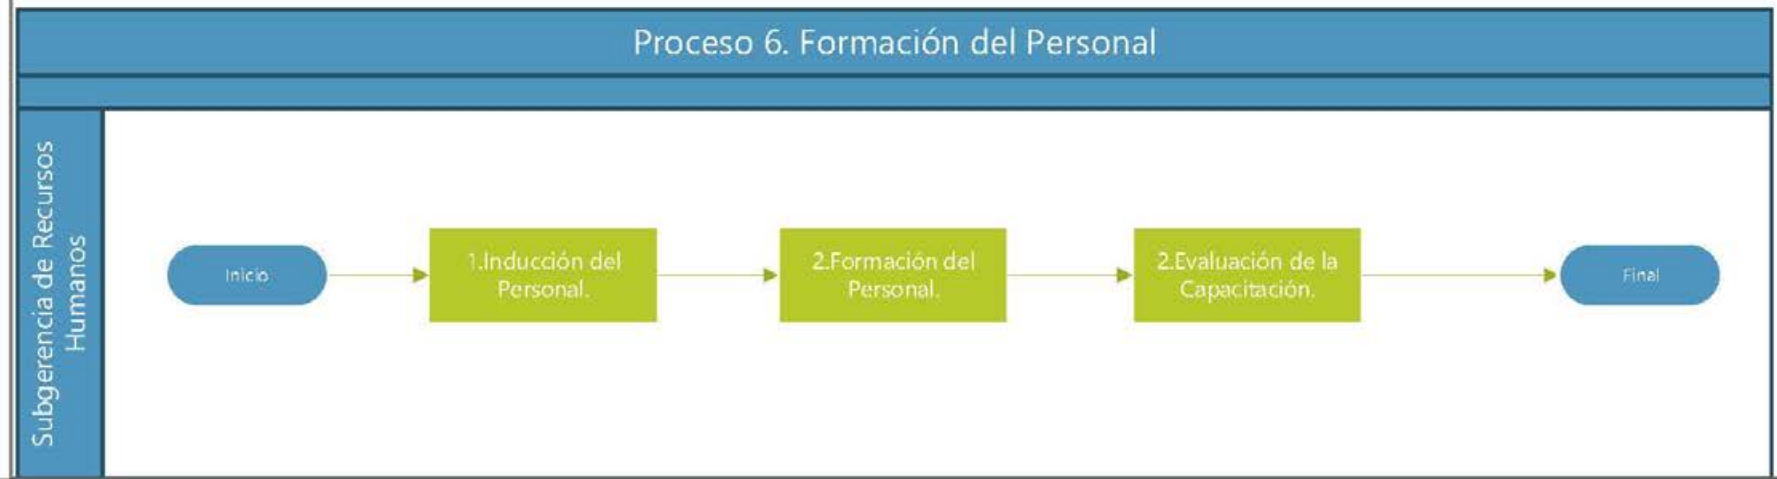 Proceso 6. Formación del Personal
Subgerencia de Recursos
Humanos
Inicio
1.Inducción del
Personal.
2.Formación del
Personal.
2.Evaluación de la
Capacitación.
Final